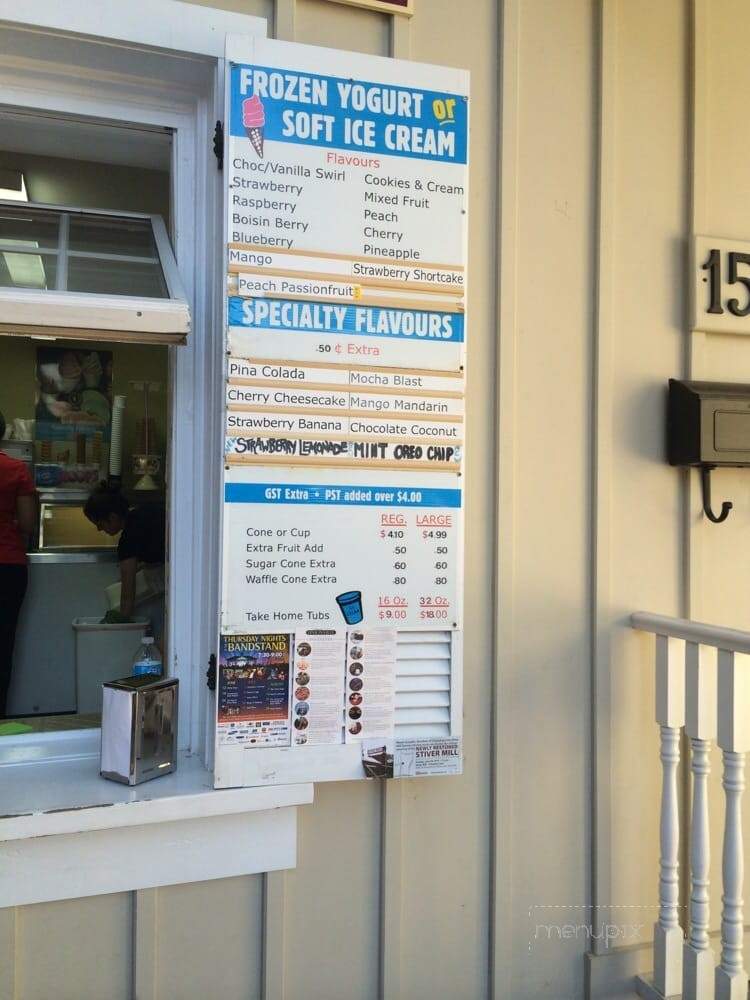 FROZEN YOGURT or
SOFT ICE CREAM
Flavours
Choc/Vanilla Swirl
Strawberry
Raspberry
Boisin Berry
Blueberry
Mango
Peach Passionfruit
Cookies & Cream
Mixed Fruit
Peach
Cherry
Pineapple
Strawberry Shortcake
SPECIALTY FLAVOURS
.50 ¢ Extra
Pina Colada
Mocha Blast
Cherry Cheesecake
Mango Mandarin
Strawberry Banana
Chocolate Coconut
STRAWBERRY LEMONADE
MINT OREO CHIP
GST Extra • PST added over $4.00
REG. LARGE
Cone or Cup $4.10 $4.99
Extra Fruit Add .50 .50
Sugar Cone Extra .60 .60
Waffle Cone Extra .80 .80
16 Oz. 32 Oz.
Take Home Tubs $9.00 $18.00
THURSDAY NIGHTS
BANDSTAND
7:30-9:00
NEWLY RESTORED
STIVER MILL
15
menupix